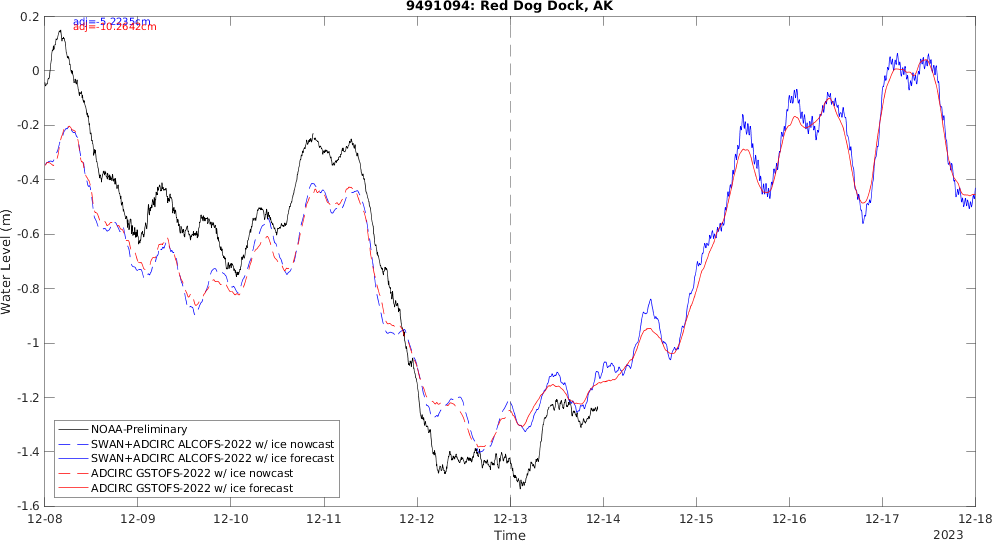 9491094: Red Dog Dock, AK
adj=-5.2235cm
adj=-10.2642cm
0.2
0
-0.2
-0.4
-0.6
-0.8
-1
-1.2
-1.4
-1.6
Water Level (m)
NOAA-Preliminary
SWAN+ADCIRC ALCOFS-2022 w/ ice nowcast
SWAN+ADCIRC ALCOFS-2022 w/ ice forecast
ADCIRC GSTOFS-2022 w/ ice nowcast
ADCIRC GSTOFS-2022 w/ ice forecast
12-08 12-09 12-10 12-11 12-12 12-13 12-14 12-15 12-16 12-17 12-18
Time
2023